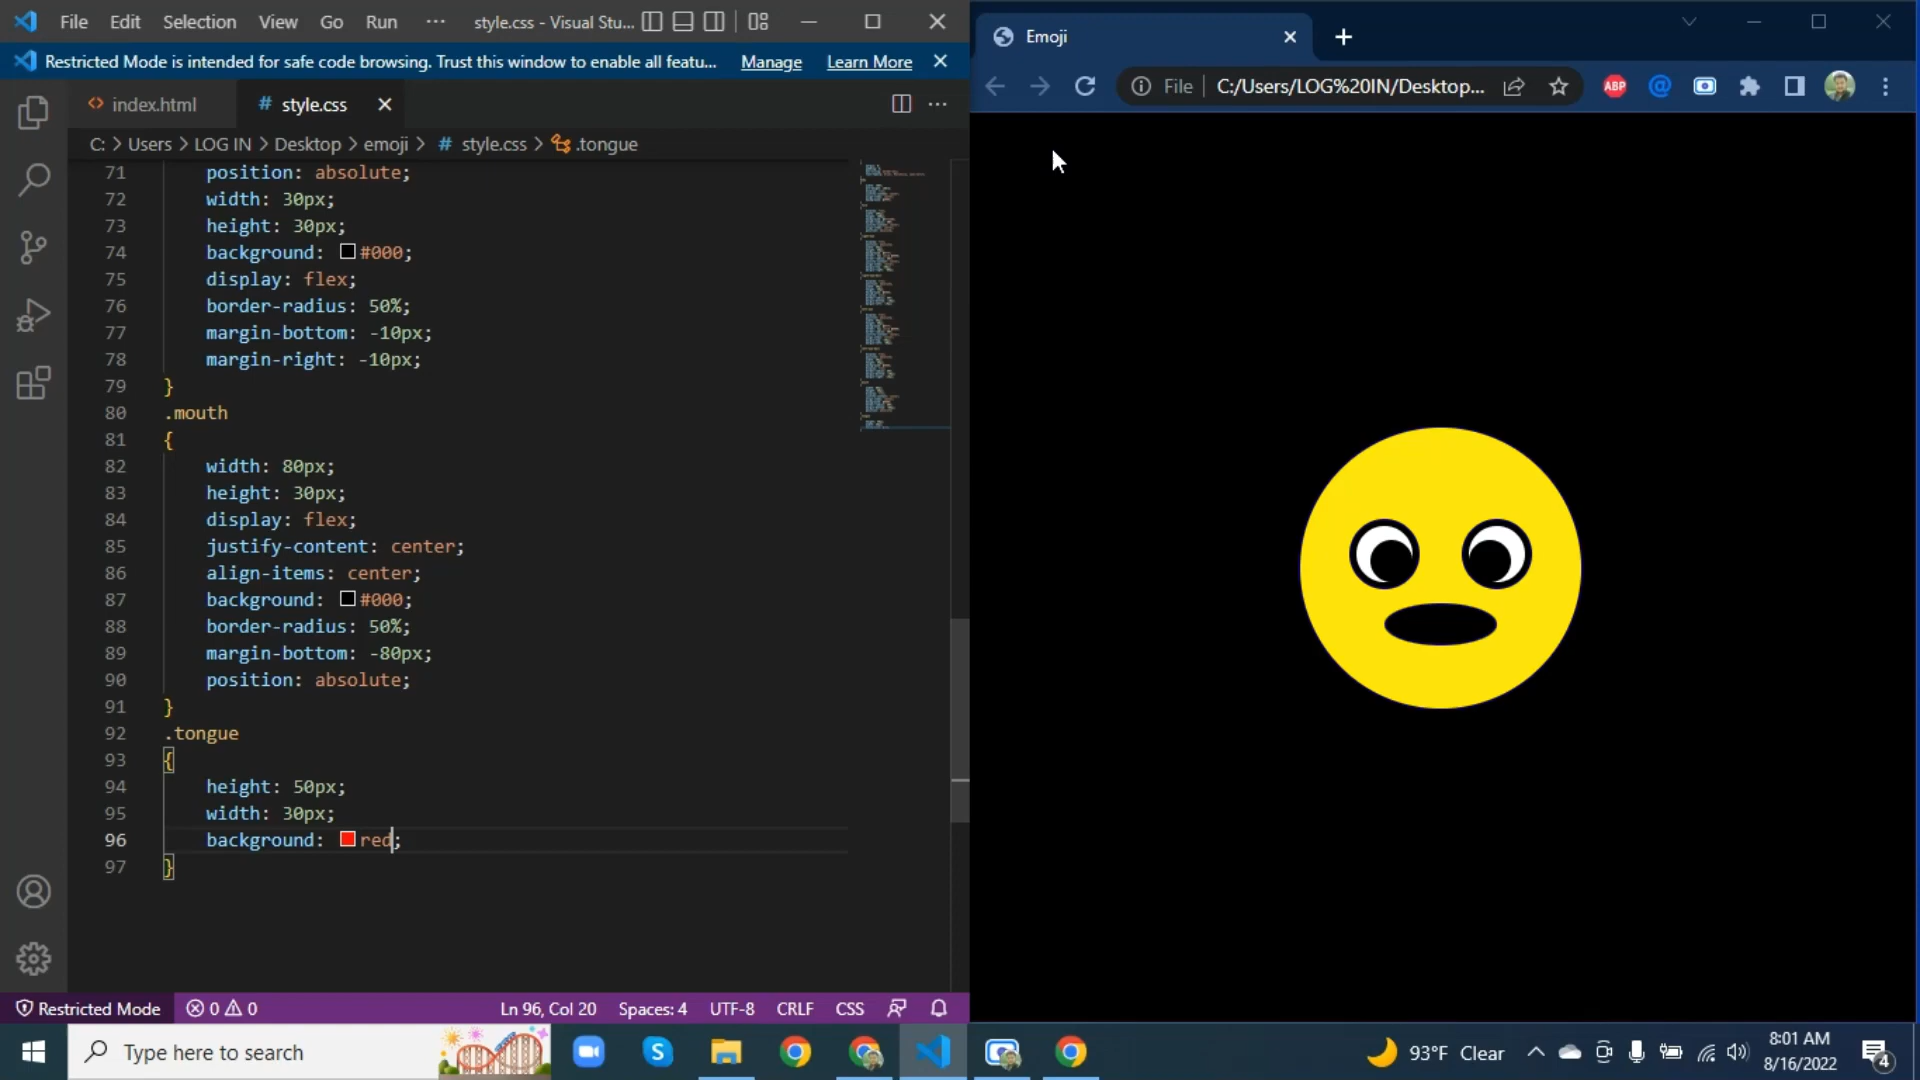 File Edit Selection View Go Run ··· style.css - Visual Stu...
Restricted Mode is intended for safe code browsing. Trust this window to enable all featu... Manage Learn More
index.html # style.css
C: > Users > LOG IN > Desktop > emoji > # style.css > .tongue
71 position: absolute;
72 width: 30px;
73 height: 30px;
74 background: #000;
75 display: flex;
76 border-radius: 50%;
77 margin-bottom: -10px;
78 margin-right: -10px;
79 }
80 .mouth
81 {
82 width: 80px;
83 height: 30px;
84 display: flex;
85 justify-content: center;
86 align-items: center;
87 background: #000;
88 border-radius: 50%;
89 margin-bottom: -80px;
90 position: absolute;
91 }
92 .tongue
93 {
94 height: 50px;
95 width: 30px;
96 background: red;
97 }
Restricted Mode 0 0 Ln 96, Col 20 Spaces: 4 UTF-8 CRLF CSS
Emoji
File C:/Users/LOG%20IN/Desktop...
ABP
Type here to search
93°F Clear
8:01 AM
8/16/2022
4